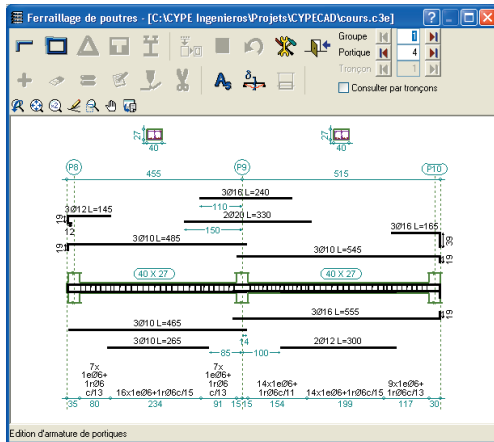 Ferraillage de poutres - [C:\CYPE Ingenieros\Projets\CYPECAD\cours.c3e]
Groupe 1
Portique 4
Tronçon 1
Consulter par tronçons
27 40 27 40
P8 P9 P10
455 515
3Ø16 L=240
110
3Ø12 L=145 2Ø20 L=330 3Ø16 L=165
19 12 150 39
3Ø10 L=485
19 3Ø10 L=545 19
40 X 27 40 X 27
3Ø16 L=555 19
3Ø10 L=465
14
3Ø10 L=265 2Ø12 L=300
85 100
7x 7x
1eØ6+ 1eØ6+
1rØ6 1rØ6 14x1eØ6+ 9x1eØ6+
c/13 16x1eØ6+1rØ6c/15 c/13 1rØ6c/11 14x1eØ6+1rØ6c/15 1rØ6c/13
35 80 234 91 15 15 154 199 117 30
Edition d'armature de portiques